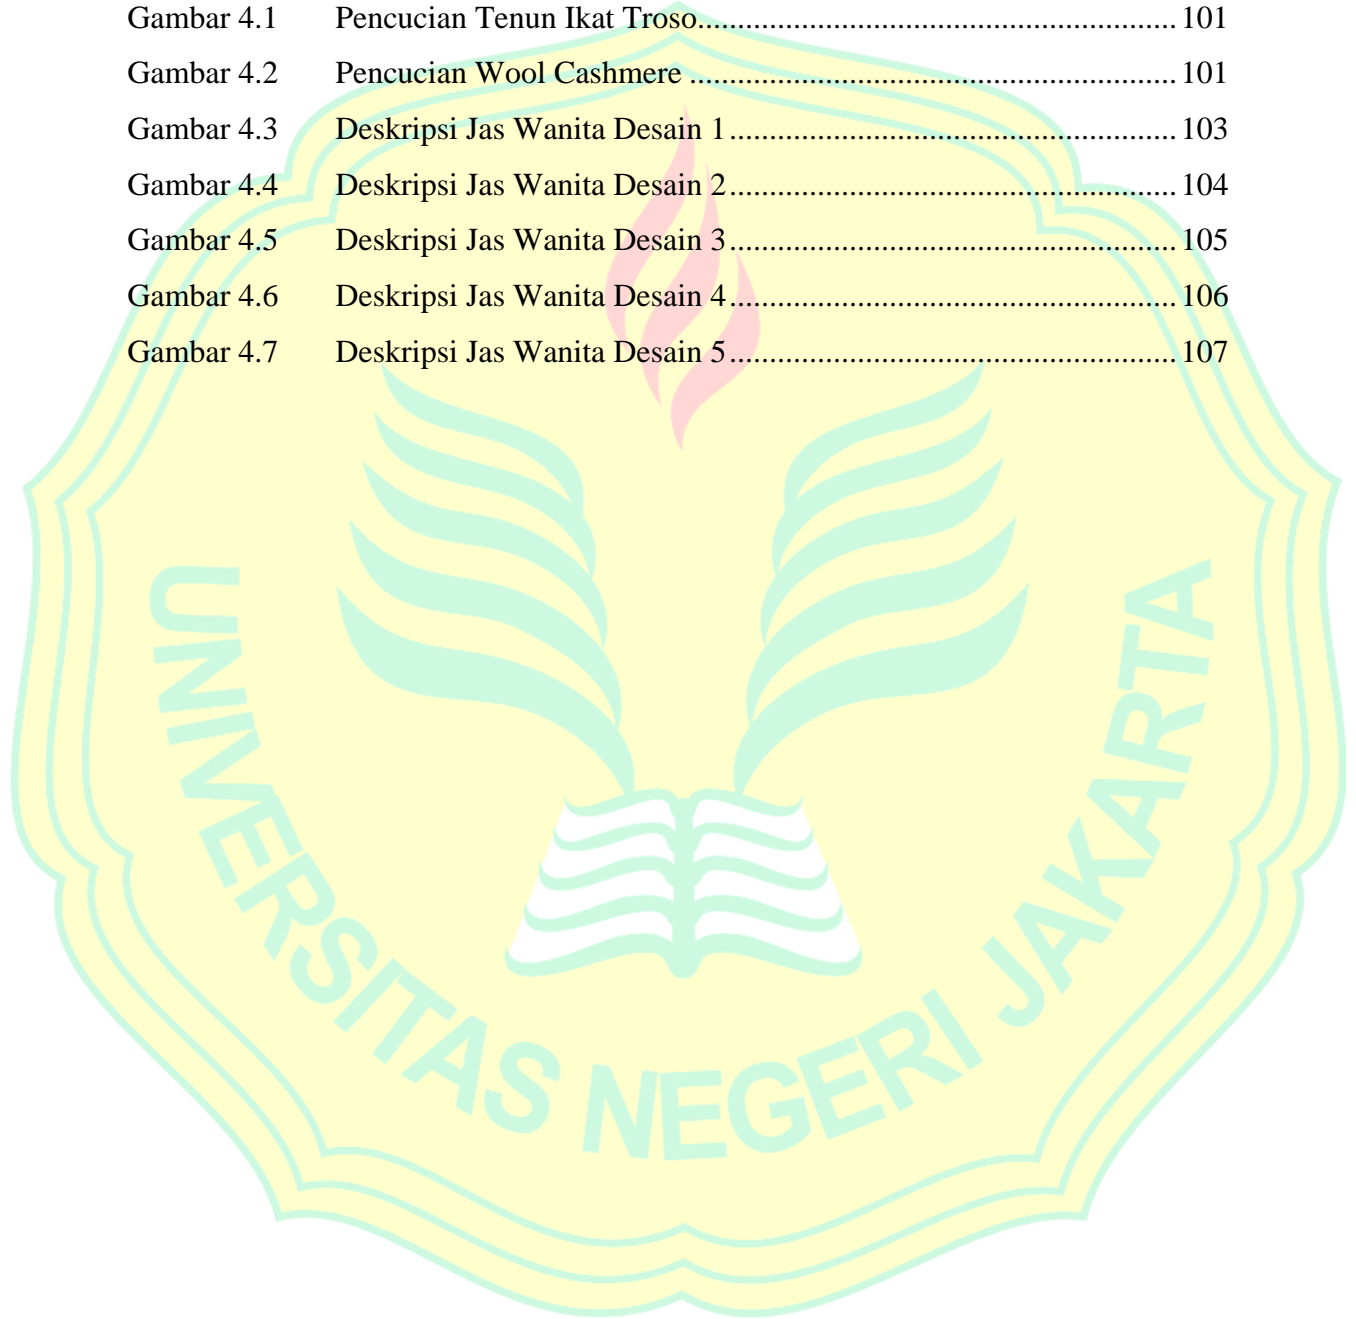 Gambar 4.1 Pencucian Tenun Ikat Troso............................................................ 101
Gambar 4.2 Pencucian Wool Cashmere ............................................................. 101
Gambar 4.3 Deskripsi Jas Wanita Desain 1........................................................ 103
Gambar 4.4 Deskripsi Jas Wanita Desain 2........................................................ 104
Gambar 4.5 Deskripsi Jas Wanita Desain 3........................................................ 105
Gambar 4.6 Deskripsi Jas Wanita Desain 4........................................................ 106
Gambar 4.7 Deskripsi Jas Wanita Desain 5........................................................ 107
UNIVERSITAS NEGERI JAKARTA